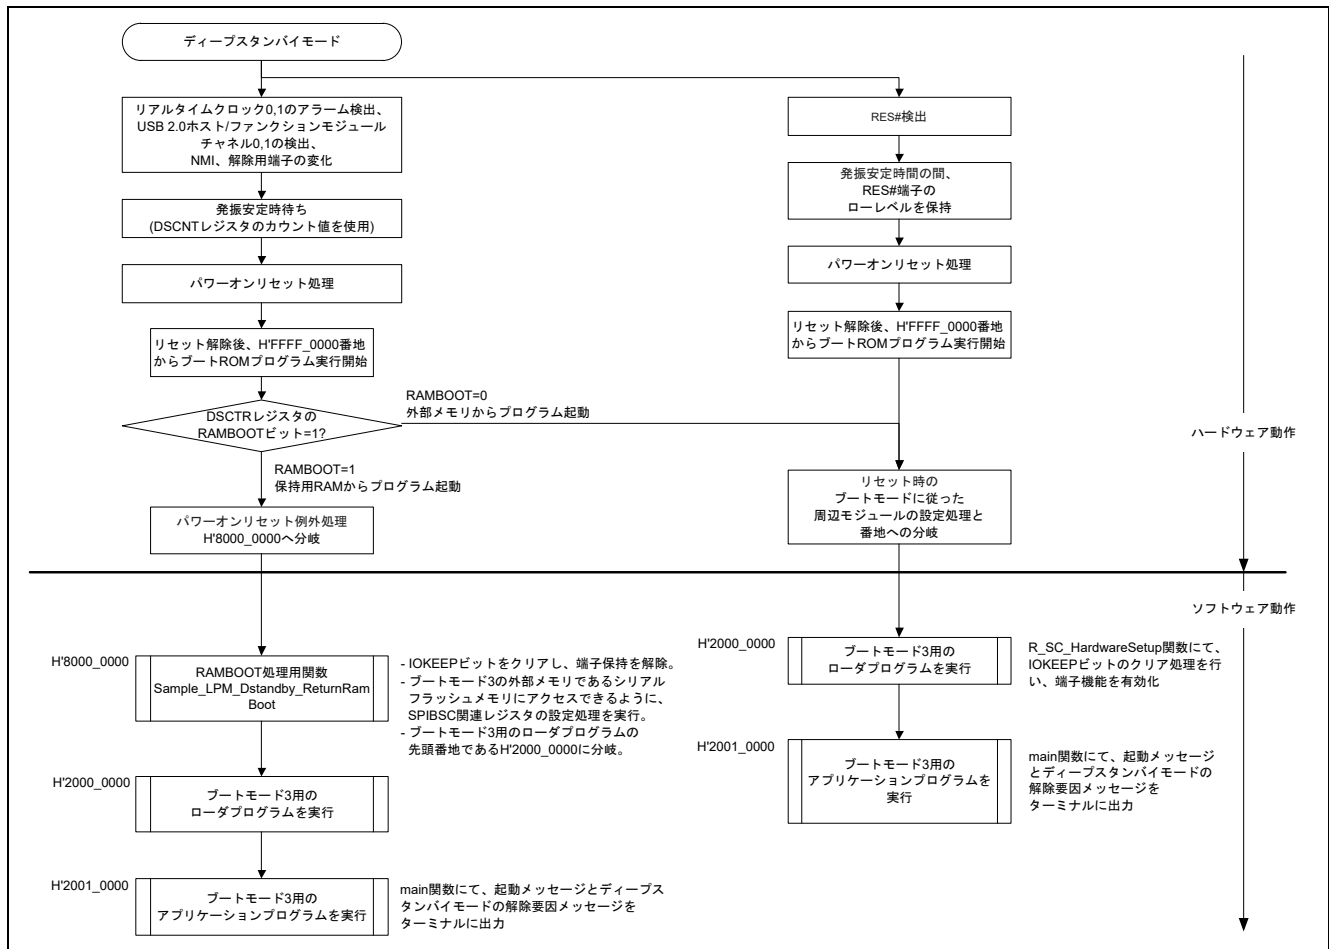 ディープスタンバイモード
リアルタイムクロック0,1のアラーム検出、
USB 2.0ホスト/ファンクションモジュール
チャネル0,1の検出、
NMI、解除用端子の変化
発振安定時待ち
(DSCNTレジスタのカウント値を使用)
パワーオンリセット処理
リセット解除後、H'FFFF_0000番地
からブートROMプログラム実行開始
DSCTRレジスタの
RAMBOOTビット=1?
RAMBOOT=0
外部メモリからプログラム起動
RAMBOOT=1
保持用RAMからプログラム起動
パワーオンリセット例外処理
H'8000_0000へ分岐
RES#検出
発振安定時間の間、
RES#端子の
ローレベルを保持
パワーオンリセット処理
リセット解除後、H'FFFF_0000番地
からブートROMプログラム実行開始
リセット時の
ブートモードに従った
周辺モジュールの設定処理と
番地への分岐
ハードウェア動作
ソフトウェア動作
H'8000_0000
RAMBOOT処理用関数
Sample_LPM_Dstandby_ReturnRam
Boot
- IOKEEPビットをクリアし、端子保持を解除。
- ブートモード3の外部メモリであるシリアル
フラッシュメモリにアクセスできるように、
SPIBSC関連レジスタの設定処理を実行。
- ブートモード3用のローダプログラムの
先頭番地であるH'2000_0000に分岐。
H'2000_0000
ブートモード3用の
ローダプログラムを実行
H'2001_0000
ブートモード3用の
アプリケーションプログラムを実行
main関数にて、起動メッセージとディープス
タンバイモードの解除要因メッセージを
ターミナルに出力
H'2000_0000
ブートモード3用の
ローダプログラムを実行
R_SC_HardwareSetup関数にて、
IOKEEPビットのクリア処理を行
い、端子機能を有効化
H'2001_0000
ブートモード3用の
アプリケーションプログラムを
実行
main関数にて、起動メッセージ
とディープスタンバイモードの
解除要因メッセージを
ターミナルに出力